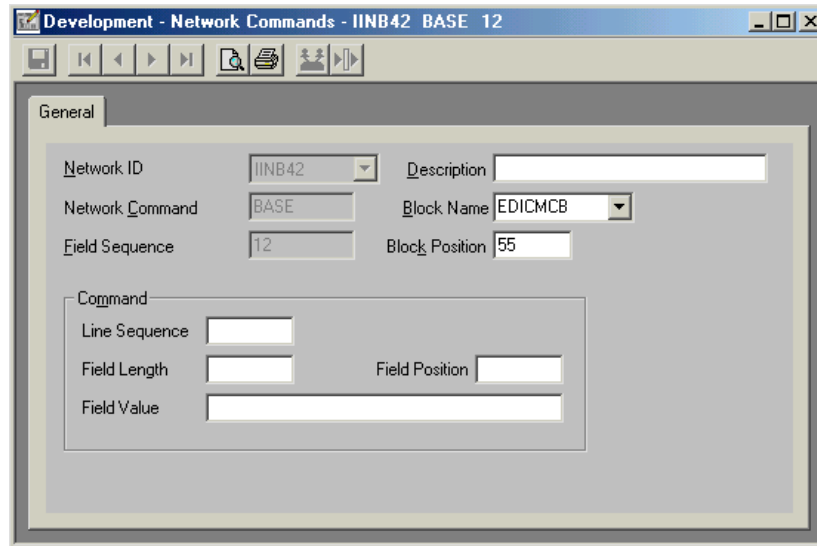 Development - Network Commands - IINB42 BASE 12
General
Network ID IINB42 Description
Network Command BASE Block Name EDICMCB
Field Sequence 12 Block Position 55
Command
Line Sequence
Field Length Field Position
Field Value